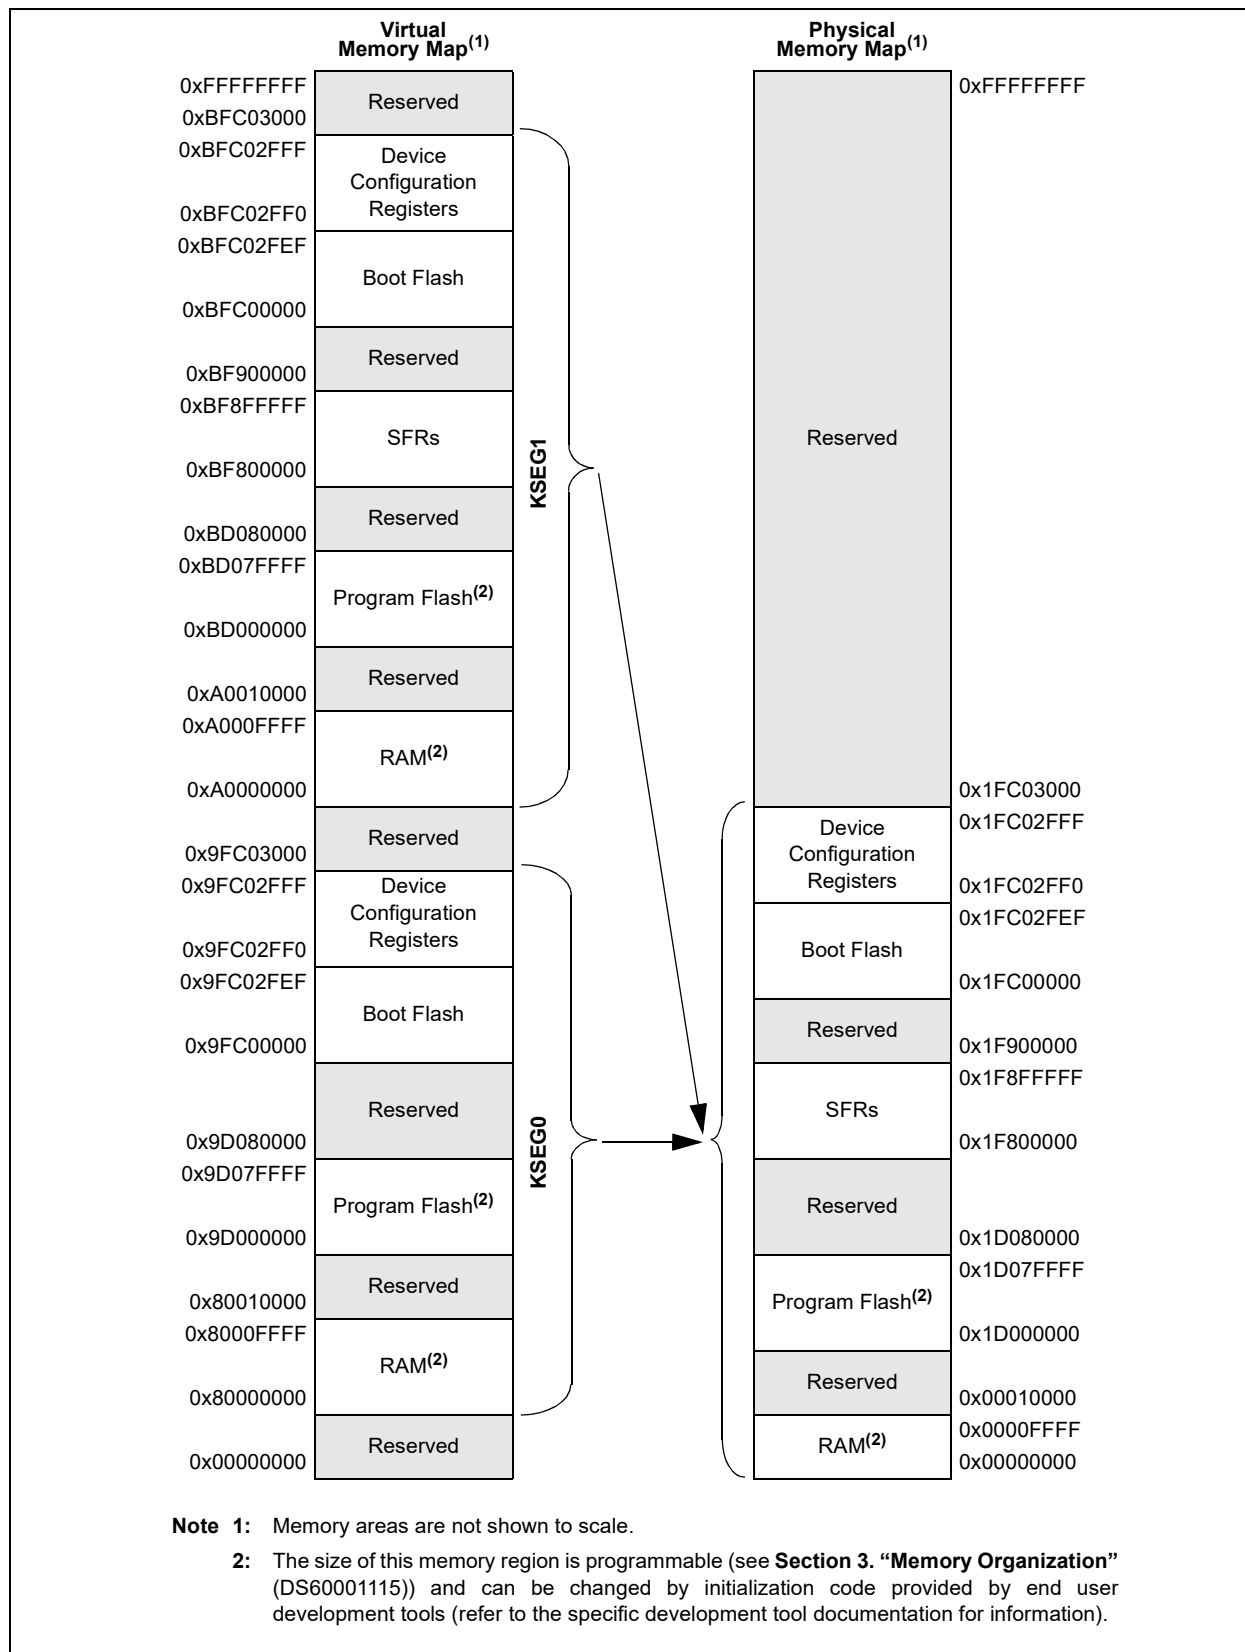 Virtual
Memory Map(1)
0xFFFFFFFF
Reserved
0xBFC03000
0xBFC02FFF
Device
Configuration
Registers
0xBFC02FF0
0xBFC02FEF
Boot Flash
0xBFC00000
Reserved
0xBF900000
0xBF8FFFFF
SFRs
0xBF800000
Reserved
0xBD080000
0xBD07FFFF
Program Flash(2)
0xBD000000
Reserved
0xA0010000
0xA000FFFF
RAM(2)
0xA0000000
KSEG1
Reserved
0x9FC03000
0x9FC02FFF
Device
Configuration
Registers
0x9FC02FF0
0x9FC02FEF
Boot Flash
0x9FC00000
Reserved
0x9D080000
0x9D07FFFF
Program Flash(2)
0x9D000000
Reserved
0x80010000
0x8000FFFF
RAM(2)
0x80000000
KSEG0
Reserved
0x00000000
Physical
Memory Map(1)
0xFFFFFFFF
Reserved
0x1FC03000
0x1FC02FFF
Device
Configuration
Registers
0x1FC02FF0
0x1FC02FEF
Boot Flash
0x1FC00000
Reserved
0x1F900000
0x1F8FFFFF
SFRs
0x1F800000
Reserved
0x1D080000
0x1D07FFFF
Program Flash(2)
0x1D000000
Reserved
0x00010000
0x0000FFFF
RAM(2)
0x00000000
Note 1: Memory areas are not shown to scale.
2: The size of this memory region is programmable (see Section 3. “Memory Organization”
(DS60001115)) and can be changed by initialization code provided by end user
development tools (refer to the specific development tool documentation for information).